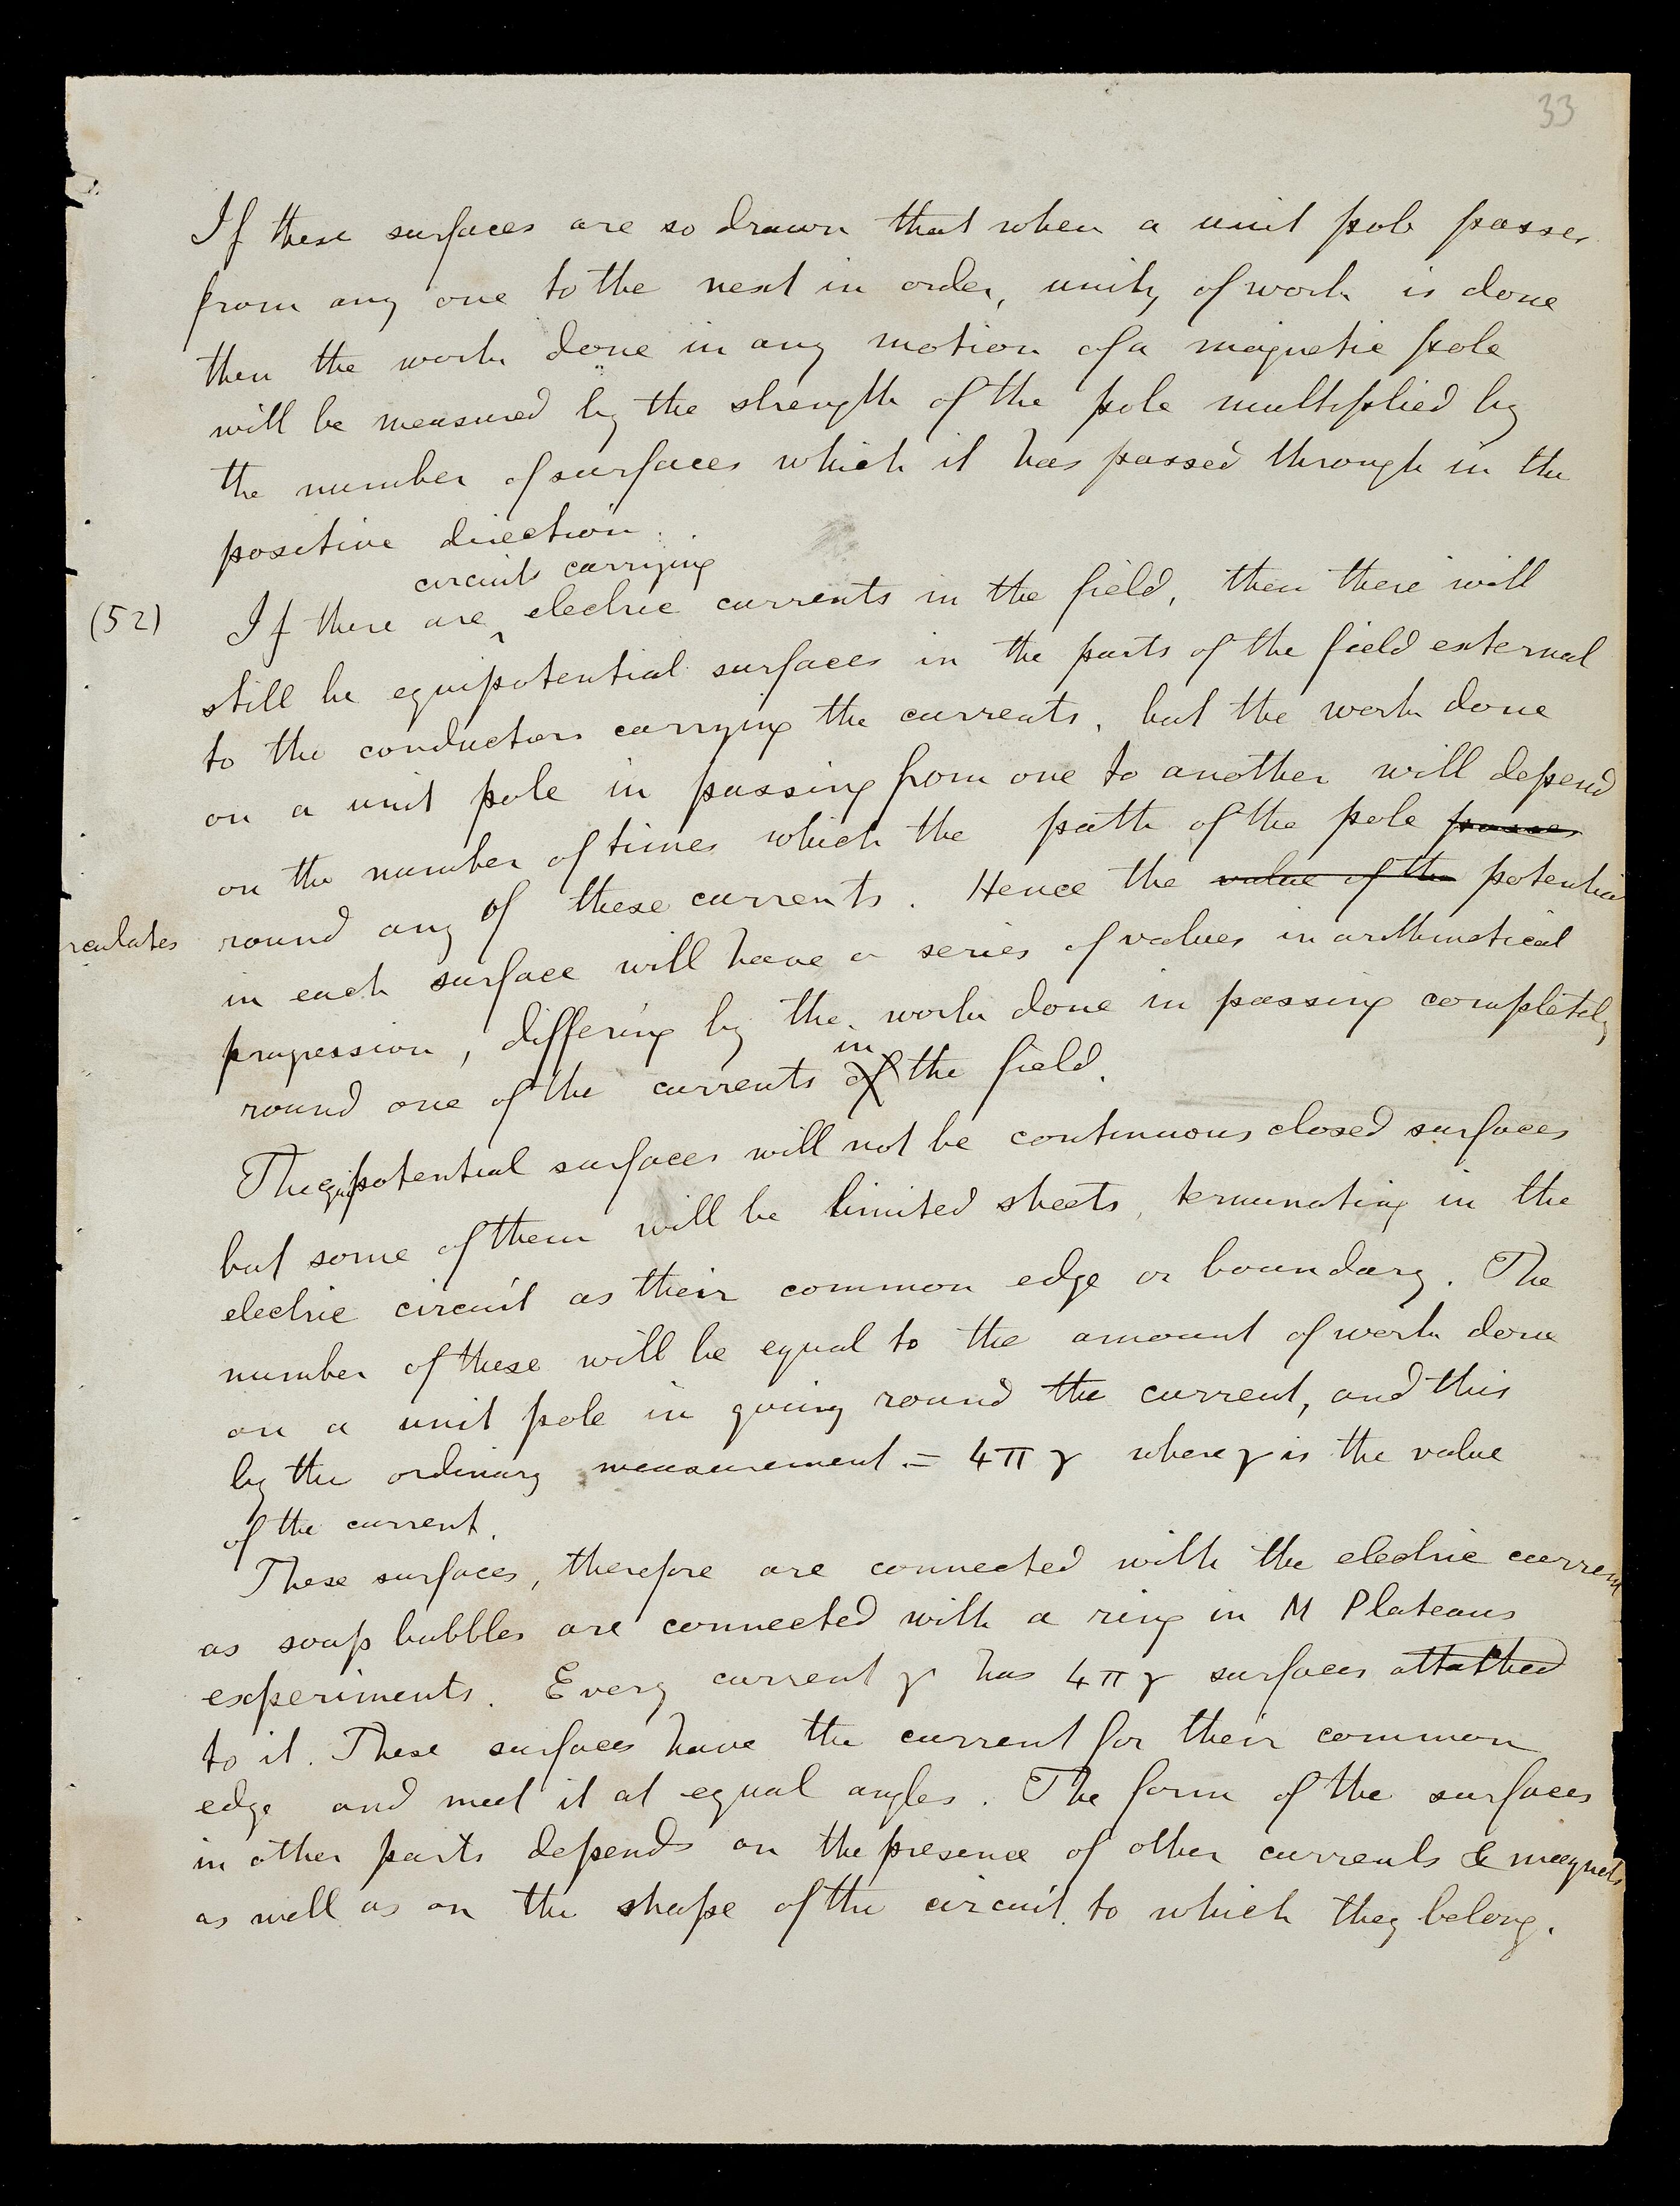 33
If these surfaces are so drawn that when a unit pole passes
from any one to the next in order, unity of work is done
then the work done in any motion of a magnetic pole
will be measured by the strength of the pole multiplied by
the number of surfaces which it has passed through in the
positive direction.
circuits carrying
(52) If there are electric currents in the field, then there will
still be equipotential surfaces in the parts of the field external
to the conductors carrying the currents, but the work done
on a unit pole in passing from one to another will depend
on the number of times which the path of the pole passes
rculates round any of these currents. Hence the value of the potential
in each surface will have a series of values in arithmetical
progression, differing by the work done in passing completely
in
round one of the currents of the field.
The equipotential surfaces will not be continuous closed surfaces
but some of them will be limited sheets, terminating in the
electric circuit as their common edge or boundary. The
number of these will be equal to the amount of work done
on a unit pole in going round the current, and this
by the ordinary measurement = 4πγ where γ is the value
of the current.
These surfaces, therefore are connected with the electric current
as soap bubbles are connected with a ring in M Plateaus
experiments. Every current γ has 4πγ surfaces attached
to it. These surfaces have the current for their common
edge and meet it at equal angles. The form of the surfaces
in other parts depends on the presence of other currents & magnets
as well as on the shape of the circuit to which they belong.